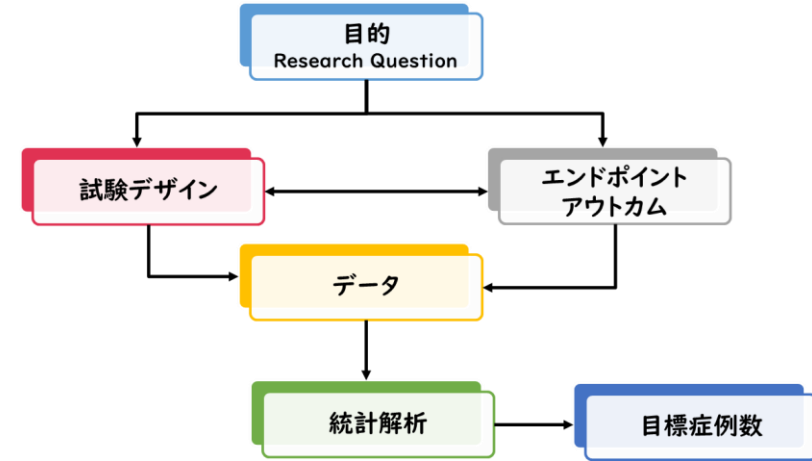 目的
Research Question
試験デザイン
エンドポイント
アウトカム
データ
統計解析
目標症例数